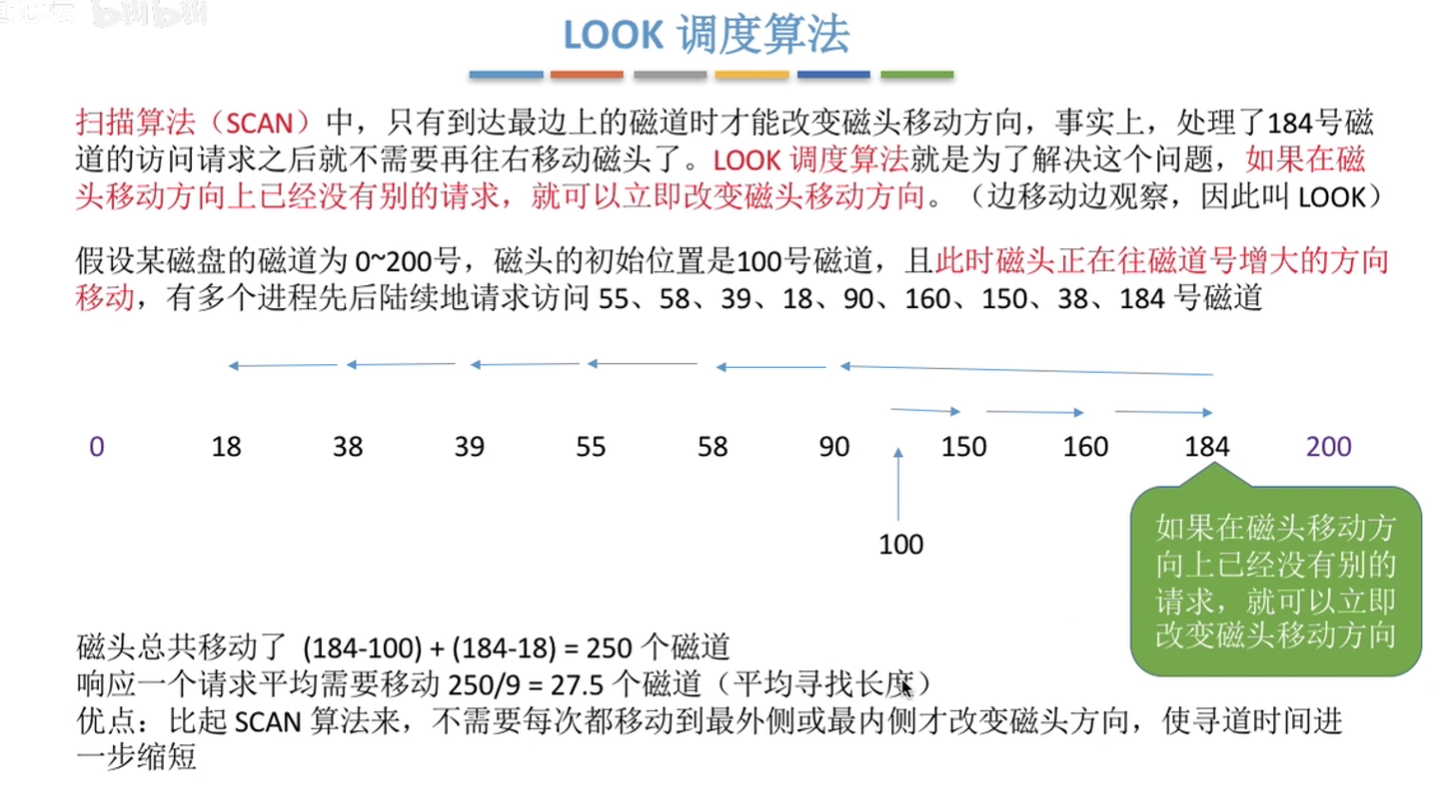 LOOK 调度算法
扫描算法（SCAN）中，只有到达最边上的磁道时才能改变磁头移动方向，事实上，处理了184号磁
道的访问请求之后就不需要再往右移动磁头了。LOOK 调度算法就是为了解决这个问题，如果在磁
头移动方向上已经没有别的请求，就可以立即改变磁头移动方向。（边移动边观察，因此叫 LOOK）
假设某磁盘的磁道为 0~200号，磁头的初始位置是100号磁道，且此时磁头正在往磁道号增大的方向
移动，有多个进程先后陆续地请求访问 55、58、39、18、90、160、150、38、184 号磁道
0 18 38 39 55 58 90 150 160 184 200
100
如果在磁头移动方
向上已经没有别的
请求，就可以立即
改变磁头移动方向
磁头总共移动了 (184-100) + (184-18) = 250 个磁道
响应一个请求平均需要移动 250/9 = 27.5 个磁道（平均寻找长度）
优点：比起 SCAN 算法来，不需要每次都移动到最外侧或最内侧才改变磁头方向，使寻道时间进
一步缩短